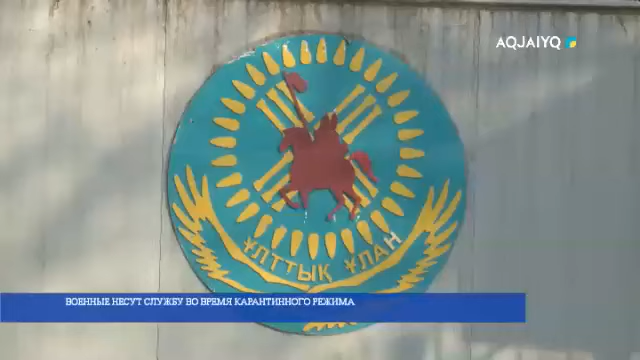 AQJAIYQ
ҰЛТТЫҚ ҰЛАН
ВОЕННЫЕ НЕСУТ СЛУЖБУ ВО ВРЕМЯ КАРАНТИННОГО РЕЖИМА